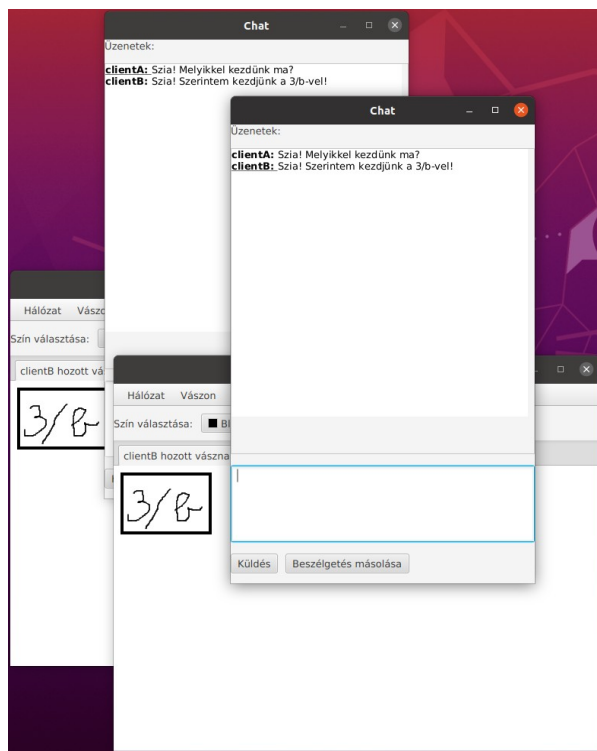 Chat
Üzenetek:
clientA: Szia! Melyikkel kezdünk ma?
clientB: Szia! Szerintem kezdjünk a 3/b-vel!
Chat
Üzenetek:
clientA: Szia! Melyikkel kezdünk ma?
clientB: Szia! Szerintem kezdjünk a 3/b-vel!
Hálózat
Szín választása:
clientB hozott
3/b
Hálózat Vászon
Szín választása:
clientB hozott
3/b
Küldés Beszélgetés másolása